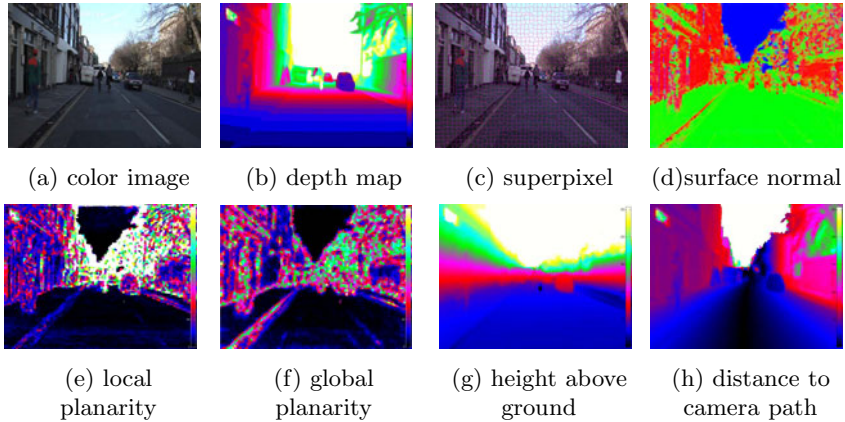 (a) color image
(b) depth map
(c) superpixel
(d)surface normal
(e) local
planarity
(f) global
planarity
(g) height above
ground
(h) distance to
camera path